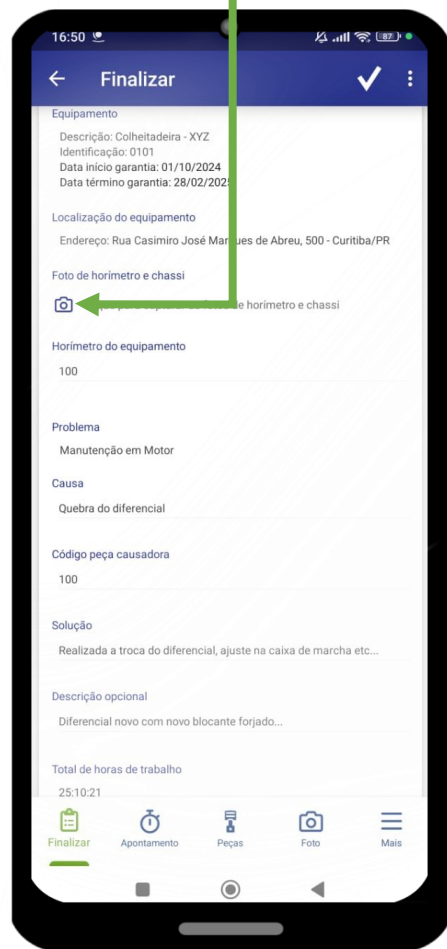 16:50
87
Finalizar
Equipamento
Descrição: Colheitadeira - XYZ
Identificação: 0101
Data início garantia: 01/10/2024
Data término garantia: 28/02/2025
Localização do equipamento
Endereço: Rua Casimiro José Marques de Abreu, 500 - Curitiba/PR
Foto de horímetro e chassi
de horímetro e chassi
Horímetro do equipamento
100
Problema
Manutenção em Motor
Causa
Quebra do diferencial
Código peça causadora
100
Solução
Realizada a troca do diferencial, ajuste na caixa de marcha etc...
Descrição opcional
Diferencial novo com novo blocante forjado...
Total de horas de trabalho
25:10:21
Finalizar Apontamento Peças Foto Mais